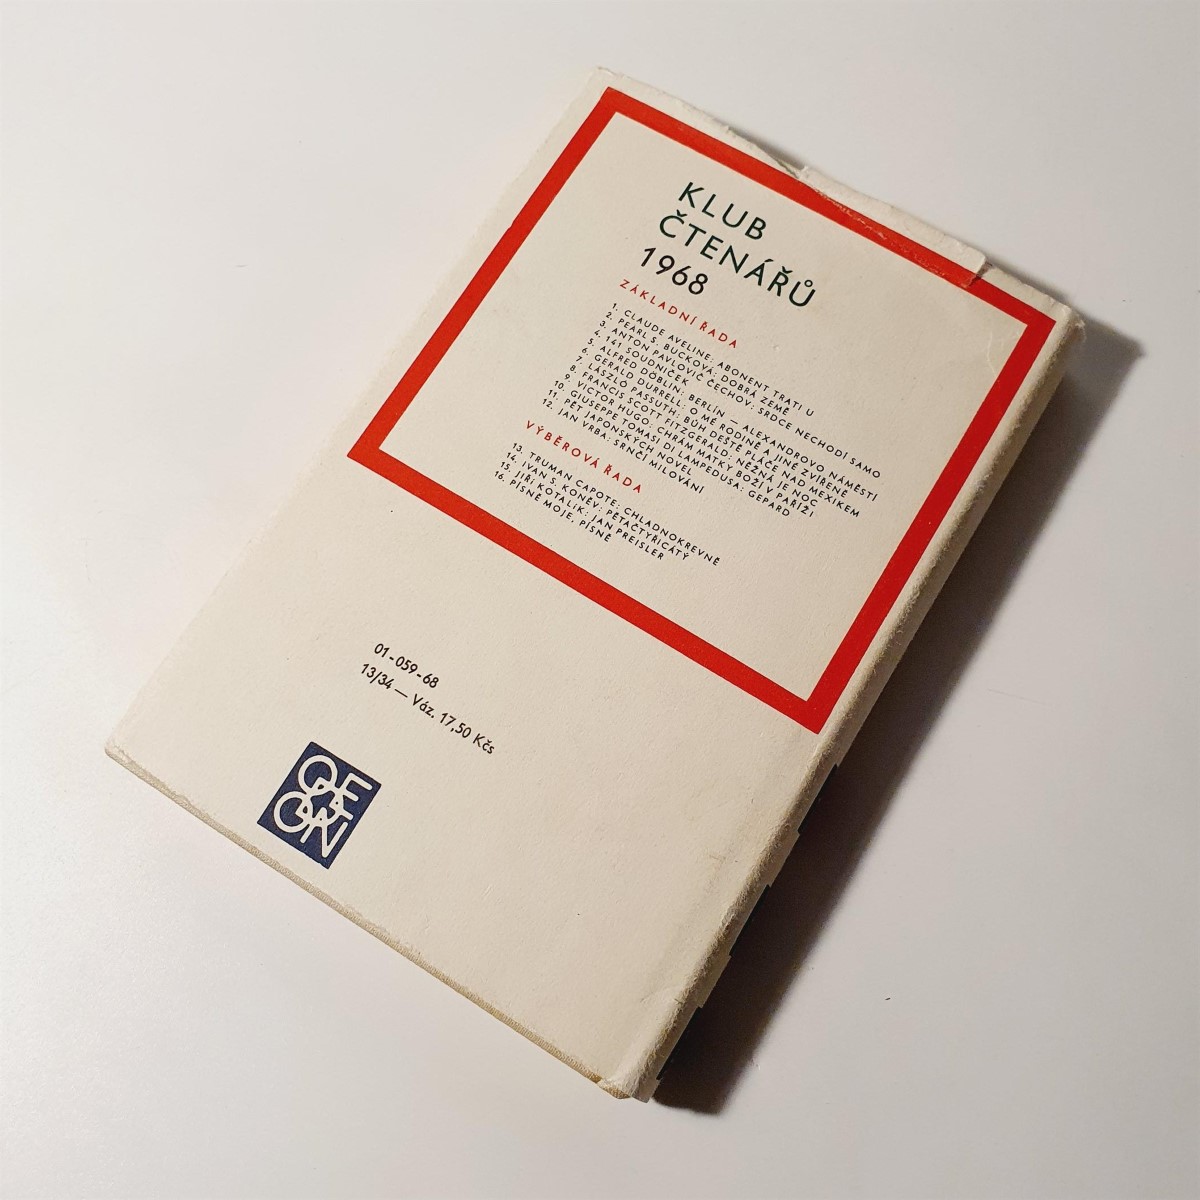 KLUB
ČTENÁŘŮ
1968
ZÁKLADNÍ ŘADA
1. CLAUDE AVELINE: ABONENT TRATI U
2. PEARL S. BUCKOVÁ: DOBRÁ ZEMĚ
3. ANTON PAVLOVIČ ČECHOV: SRDCE NECHODÍ SAMO
4. 141 SOUDNIČEK
5. ALFRED DÖBLIN: BERLÍN — ALEXANDROVO NÁMĚSTÍ
6. GERALD DURRELL: O MÉ RODINĚ A JINÉ ZVÍŘENĚ
7. LÁSZLÓ PASSUTH: BŮH DEŠTĚ PLÁČE NAD MEXIKEM
8. FRANCIS SCOTT FITZGERALD: NĚŽNÁ JE NOC
9. VICTOR HUGO: CHRÁM MATKY BOŽÍ V PAŘÍŽI
10. GIUSEPPE TOMASI DI LAMPEDUSA: GEPARD
11. PĚT JAPONSKÝCH NOVEL
12. JAN VRBA: SRNČÍ MILOVÁNÍ
VÝBĚROVÁ ŘADA
13. TRUMAN CAPOTE: CHLADNOKREVNĚ
14. IVAN S. KONĚV: PĚTAČTYŘICÁTÝ
15. JIŘÍ KOTALÍK: JAN PREISLER
16. PÍSNĚ MOJE, PÍSNĚ
01-059-68
13/34 — Váz. 17,50 Kčs
ODEON